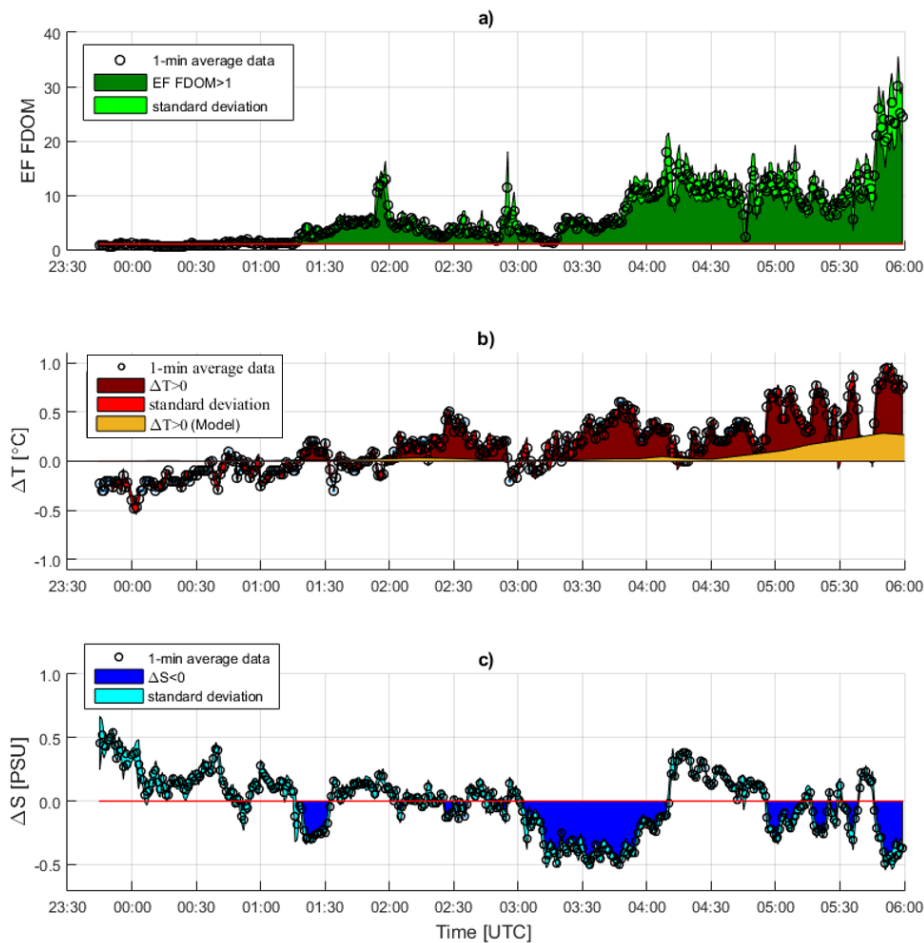 a)
40
30
20
10
0
EF FDOM
1-min average data
EF FDOM>1
standard deviation
23:30 00:00 00:30 01:00 01:30 02:00 02:30 03:00 03:30 04:00 04:30 05:00 05:30 06:00
b)
1.0
0.5
0.0
-0.5
-1.0
ΔT [°C]
1-min average data
ΔT>0
standard deviation
ΔT>0 (Model)
23:30 00:00 00:30 01:00 01:30 02:00 02:30 03:00 03:30 04:00 04:30 05:00 05:30 06:00
c)
1.0
0.5
0.0
-0.5
ΔS [PSU]
1-min average data
ΔS<0
standard deviation
23:30 00:00 00:30 01:00 01:30 02:00 02:30 03:00 03:30 04:00 04:30 05:00 05:30 06:00
Time [UTC]